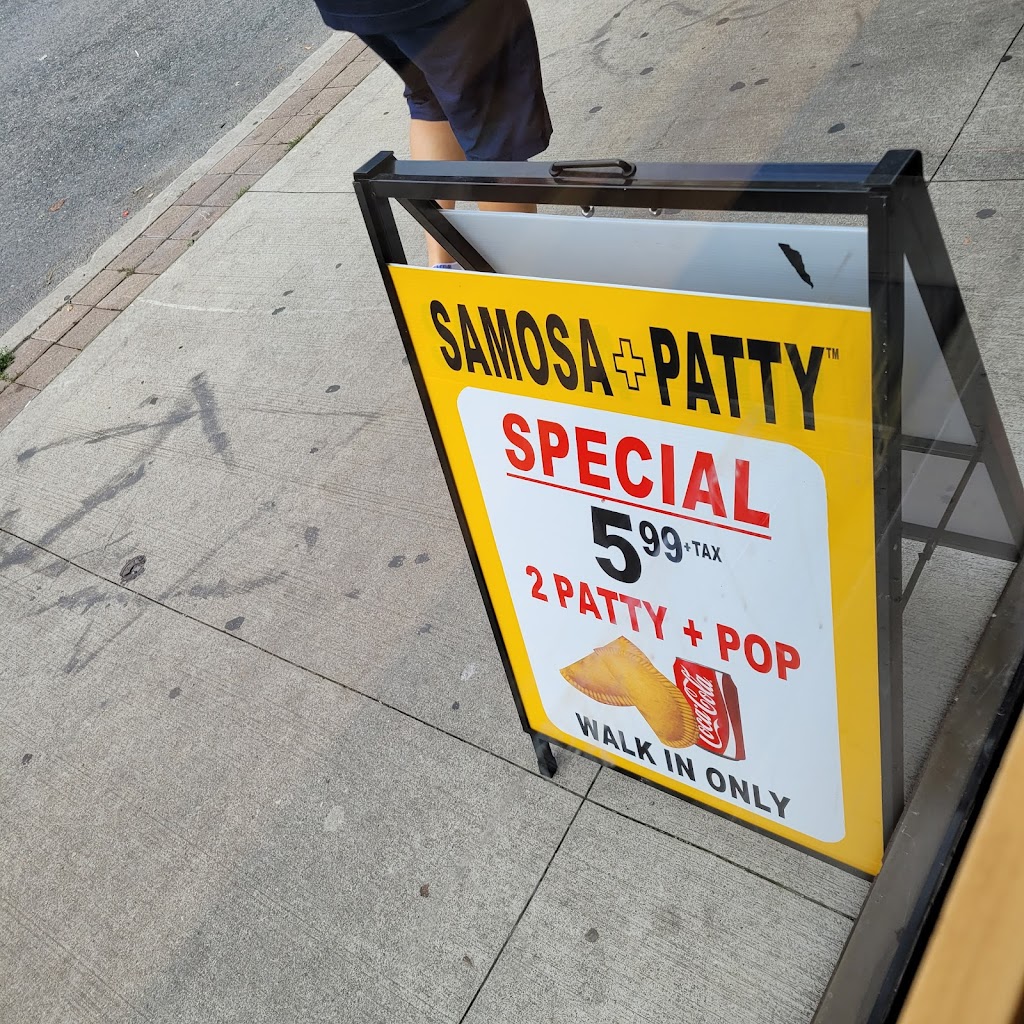 SAMOSA + PATTY™
SPECIAL
5.99 +TAX
2 PATTY + POP
Coca-Cola
WALK IN ONLY